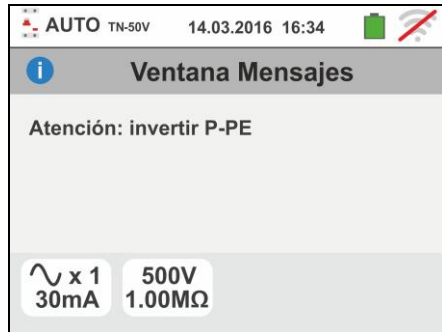 AUTO TN-50V 14.03.2016 16:34
i Ventana Mensajes
Atención: invertir P-PE
x 1 500V
30mA 1.00MΩ